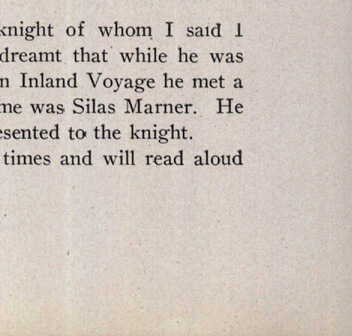 knight of whom I said I
dreamt that while he was
n Inland Voyage he met a
me was Silas Marner. He
esented to the knight.
times and will read aloud